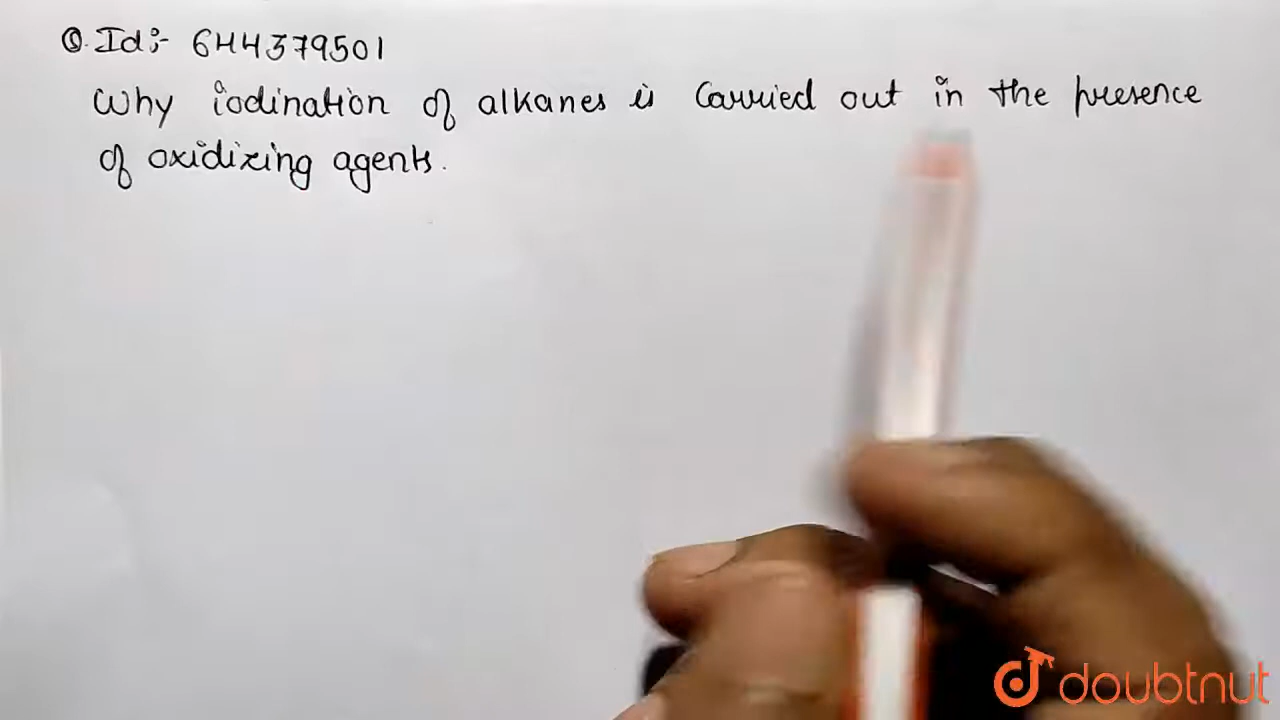 Q. Id:- 644379501
Why iodination of alkanes is carried out in the presence
of oxidizing agents.
doubtnut